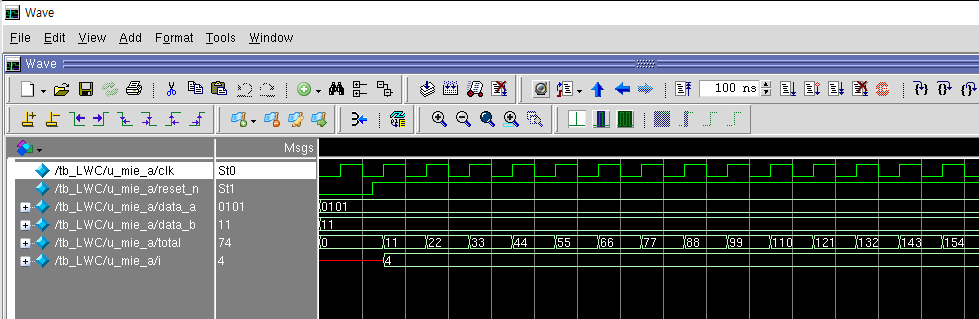 Wave
File Edit View Add Format Tools Window
Wave
100 ns
Msgs
/tb_LWC/u_mie_a/clk St0
/tb_LWC/u_mie_a/reset_n St1
/tb_LWC/u_mie_a/data_a 0101 0101
/tb_LWC/u_mie_a/data_b 11 11
/tb_LWC/u_mie_a/total 74 0 11 22 33 44 55 66 77 88 99 110 121 132 143 154
/tb_LWC/u_mie_a/i 4 4